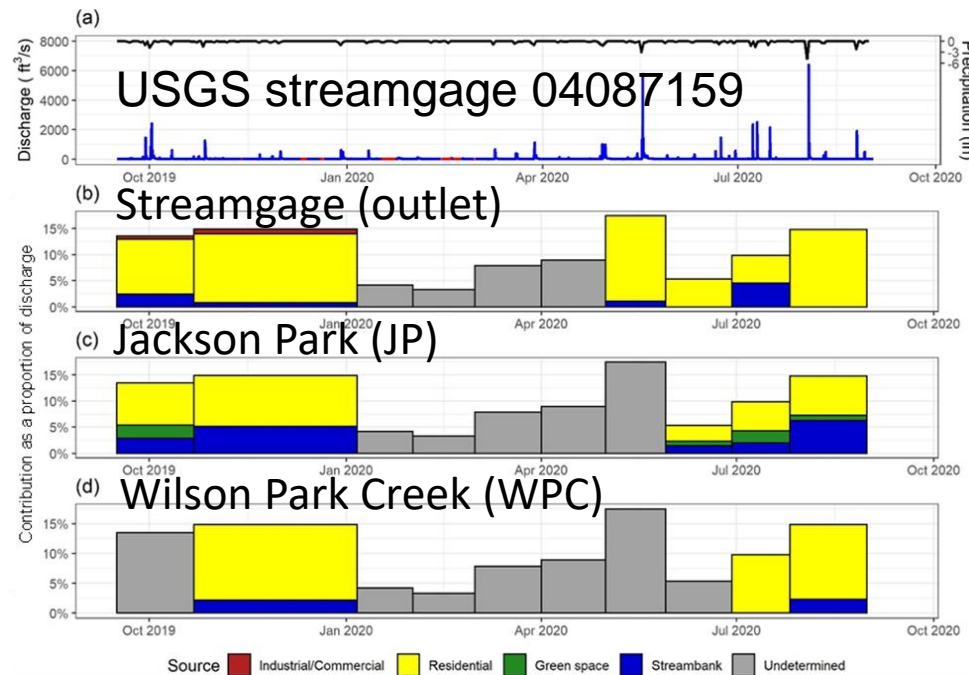 (a)
8000
6000
4000
2000
0
Discharge ( ft³/s)
USGS streamgage 04087159
0
-3
-6
Precipitation (in)
Oct 2019 Jan 2020 Apr 2020 Jul 2020 Oct 2020
Contribution as a proportion of discharge
(b) Streamgage (outlet)
15%
10%
5%
0%
Oct 2019 Jan 2020 Apr 2020 Jul 2020 Oct 2020
(c) Jackson Park (JP)
15%
10%
5%
0%
Oct 2019 Jan 2020 Apr 2020 Jul 2020 Oct 2020
(d) Wilson Park Creek (WPC)
15%
10%
5%
0%
Oct 2019 Jan 2020 Apr 2020 Jul 2020 Oct 2020
Source Industrial/Commercial Residential Green space Streambank Undetermined